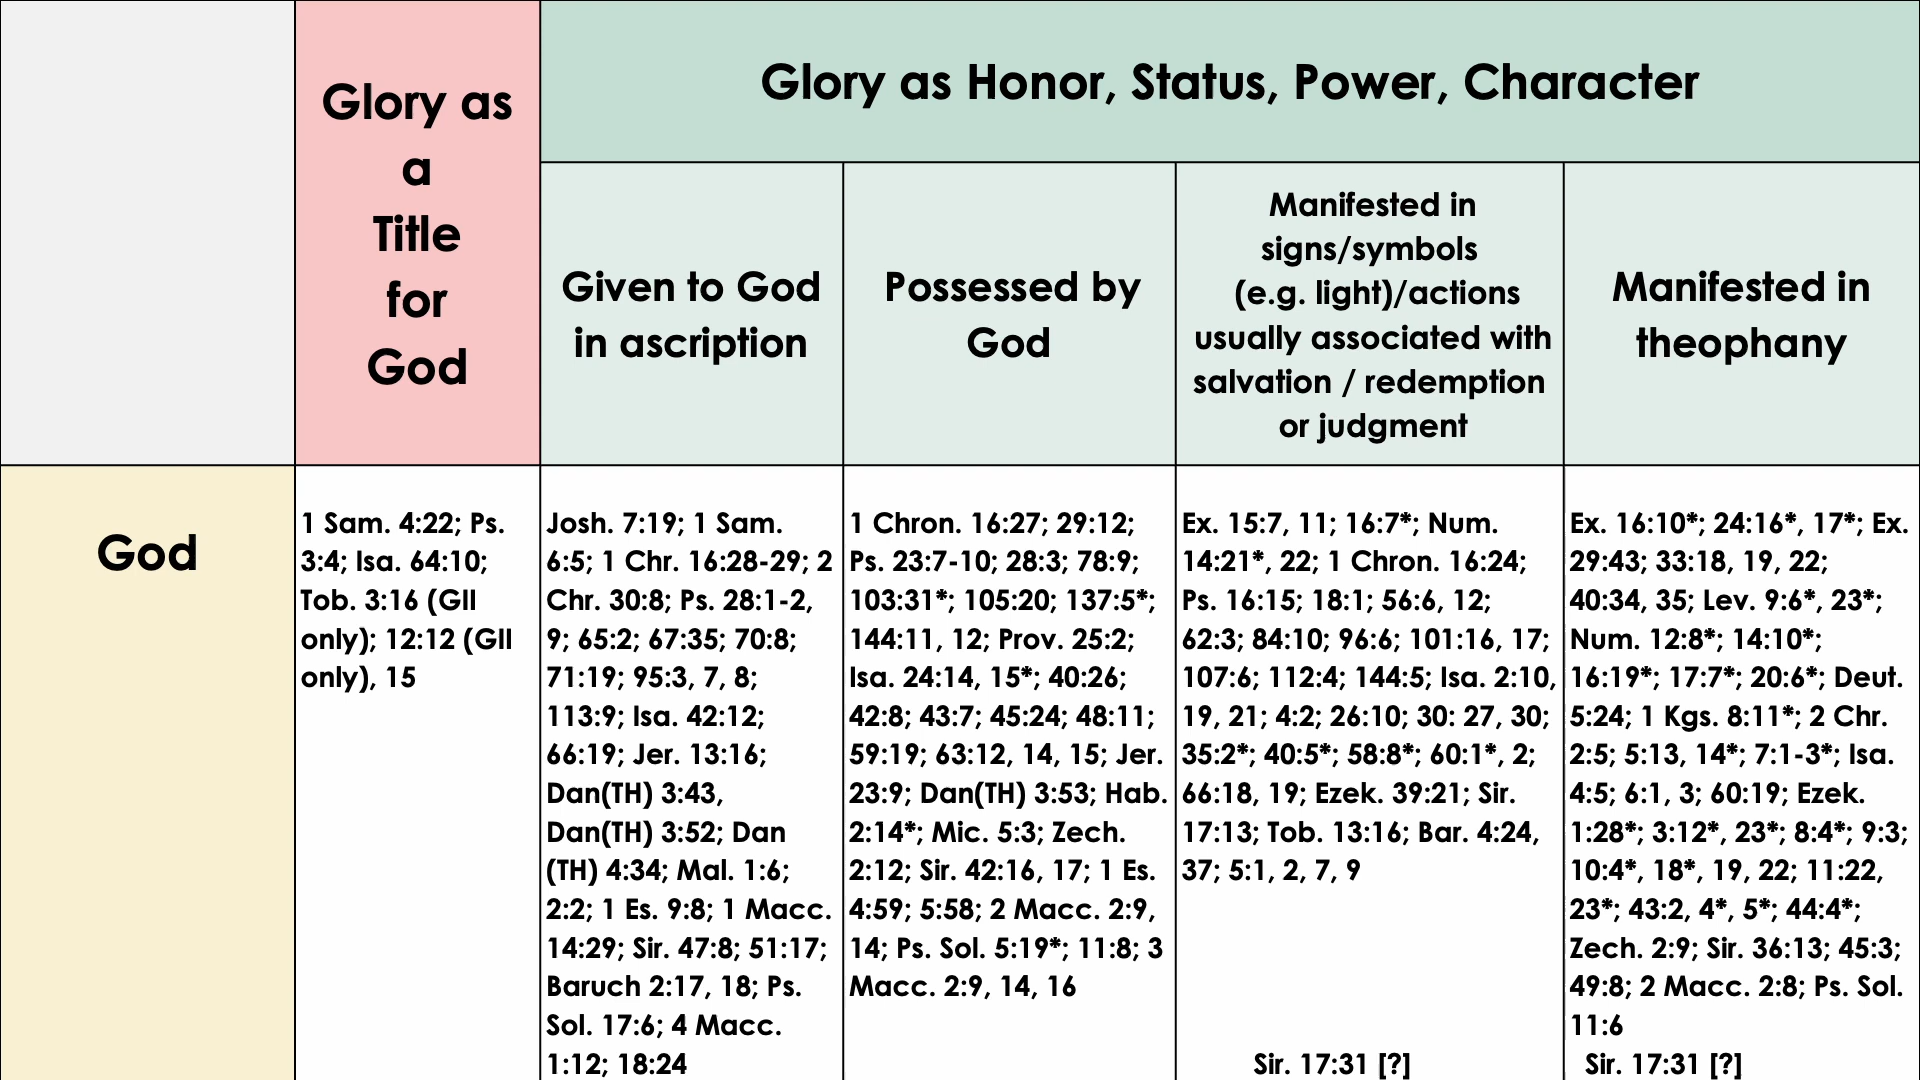 Glory as
a
Title
for
God
Glory as Honor, Status, Power, Character
Given to God
in ascription
Possessed by
God
Manifested in
signs/symbols
(e.g. light)/actions
usually associated with
salvation / redemption
or judgment
Manifested in
theophany
God
1 Sam. 4:22; Ps.
3:4; Isa. 64:10;
Tob. 3:16 (GII
only); 12:12 (GII
only), 15
Josh. 7:19; 1 Sam.
6:5; 1 Chr. 16:28-29; 2
Chr. 30:8; Ps. 28:1-2,
9; 65:2; 67:35; 70:8;
71:19; 95:3, 7, 8;
113:9; Isa. 42:12;
66:19; Jer. 13:16;
Dan(TH) 3:43,
Dan(TH) 3:52; Dan
(TH) 4:34; Mal. 1:6;
2:2; 1 Es. 9:8; 1 Macc.
14:29; Sir. 47:8; 51:17;
Baruch 2:17, 18; Ps.
Sol. 17:6; 4 Macc.
1:12; 18:24
1 Chron. 16:27; 29:12;
Ps. 23:7-10; 28:3; 78:9;
103:31*; 105:20; 137:5*;
144:11, 12; Prov. 25:2;
Isa. 24:14, 15*; 40:26;
42:8; 43:7; 45:24; 48:11;
59:19; 63:12, 14, 15; Jer.
23:9; Dan(TH) 3:53; Hab.
2:14*; Mic. 5:3; Zech.
2:12; Sir. 42:16, 17; 1 Es.
4:59; 5:58; 2 Macc. 2:9,
14; Ps. Sol. 5:19*; 11:8; 3
Macc. 2:9, 14, 16
Ex. 15:7, 11; 16:7*; Num.
14:21*, 22; 1 Chron. 16:24;
Ps. 16:15; 18:1; 56:6, 12;
62:3; 84:10; 96:6; 101:16, 17;
107:6; 112:4; 144:5; Isa. 2:10,
19, 21; 4:2; 26:10; 30: 27, 30;
35:2*; 40:5*; 58:8*; 60:1*, 2;
66:18, 19; Ezek. 39:21; Sir.
17:13; Tob. 13:16; Bar. 4:24,
37; 5:1, 2, 7, 9
Sir. 17:31 [?]
Ex. 16:10*; 24:16*, 17*; Ex.
29:43; 33:18, 19, 22;
40:34, 35; Lev. 9:6*, 23*;
Num. 12:8*; 14:10*;
16:19*; 17:7*; 20:6*; Deut.
5:24; 1 Kgs. 8:11*; 2 Chr.
2:5; 5:13, 14*; 7:1-3*; Isa.
4:5; 6:1, 3; 60:19; Ezek.
1:28*; 3:12*, 23*; 8:4*; 9:3;
10:4*, 18*, 19, 22; 11:22,
23*; 43:2, 4*, 5*; 44:4*;
Zech. 2:9; Sir. 36:13; 45:3;
49:8; 2 Macc. 2:8; Ps. Sol.
11:6
Sir. 17:31 [?]